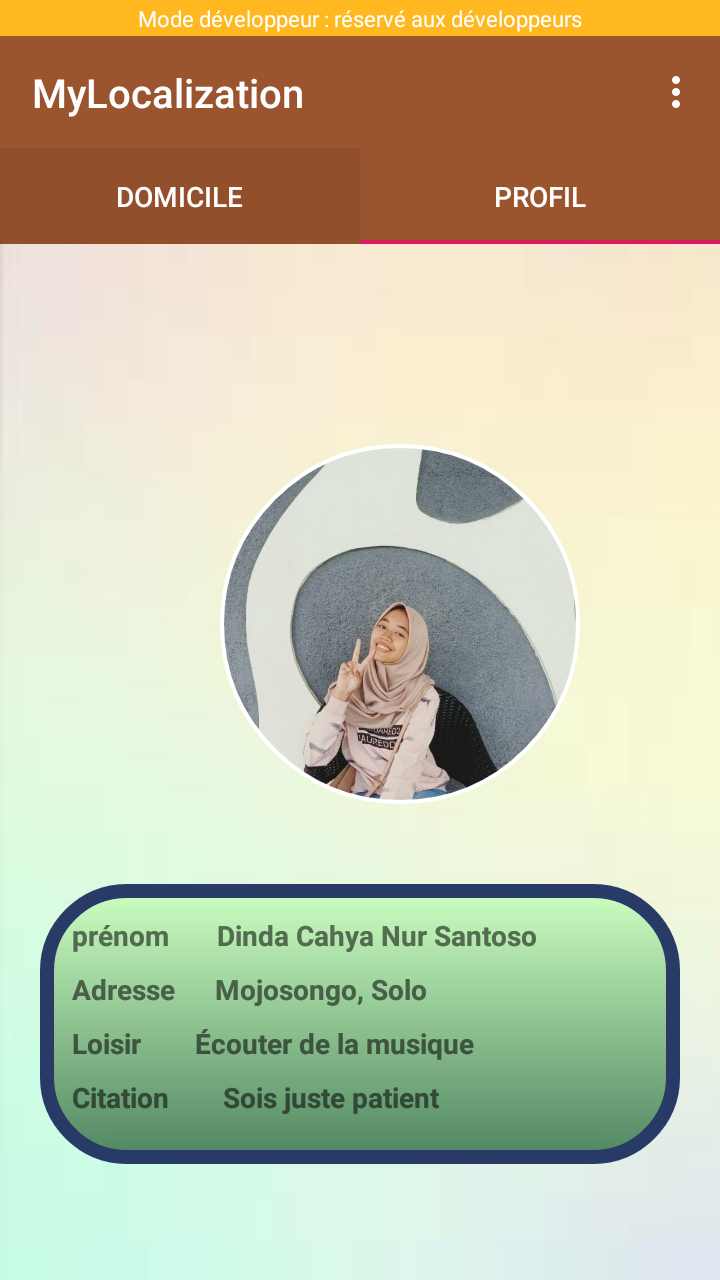 Mode développeur : réservé aux développeurs
MyLocalization
DOMICILE PROFIL
prénom Dinda Cahya Nur Santoso
Adresse Mojosongo, Solo
Loisir Écouter de la musique
Citation Sois juste patient